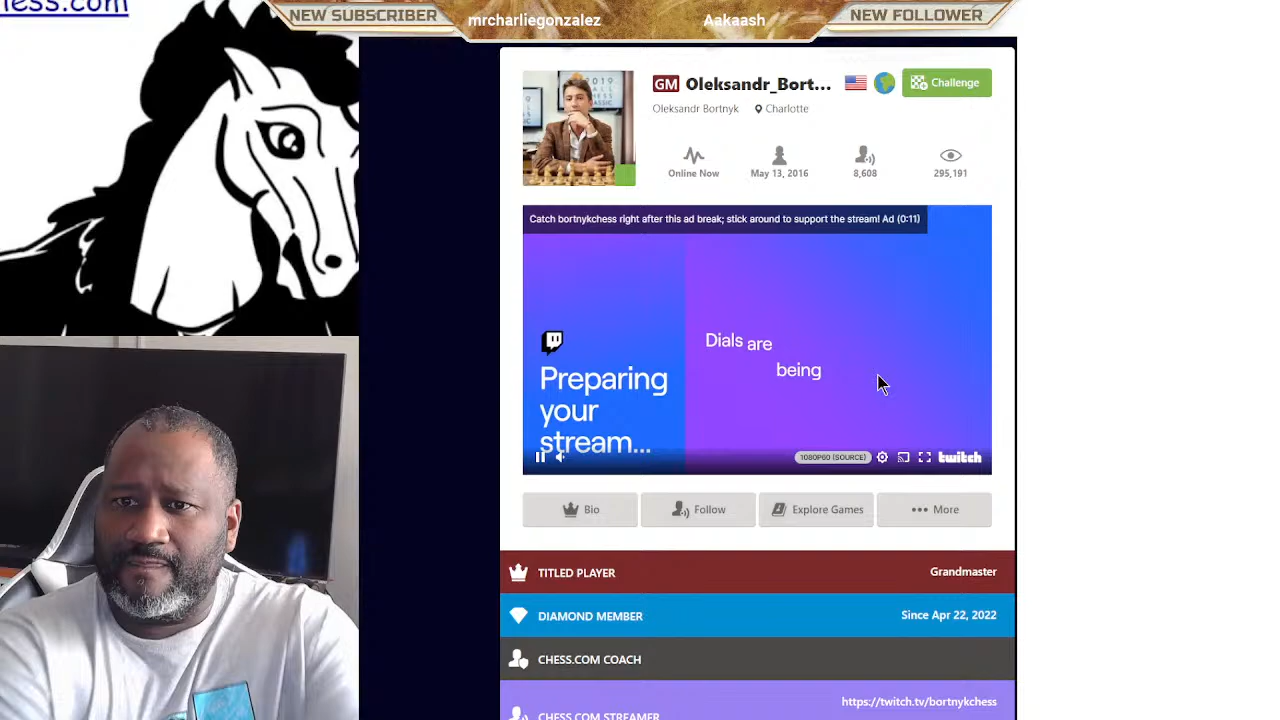 ess.com
NEW SUBSCRIBER
mrcharliegonzalez
Aakaash
NEW FOLLOWER
GM Oleksandr_Bort...
Challenge
Oleksandr Bortnyk
Charlotte
Online Now
May 13, 2016
8,608
295,191
Catch bortnykchess right after this ad break; stick around to support the stream! Ad (0:11)
Preparing
your
stream...
Dials are
being
1080P60 (SOURCE)
twitch
Bio
Follow
Explore Games
More
TITLED PLAYER
Grandmaster
DIAMOND MEMBER
Since Apr 22, 2022
CHESS.COM COACH
https://twitch.tv/bortnykchess
CHESS.COM STREAMER